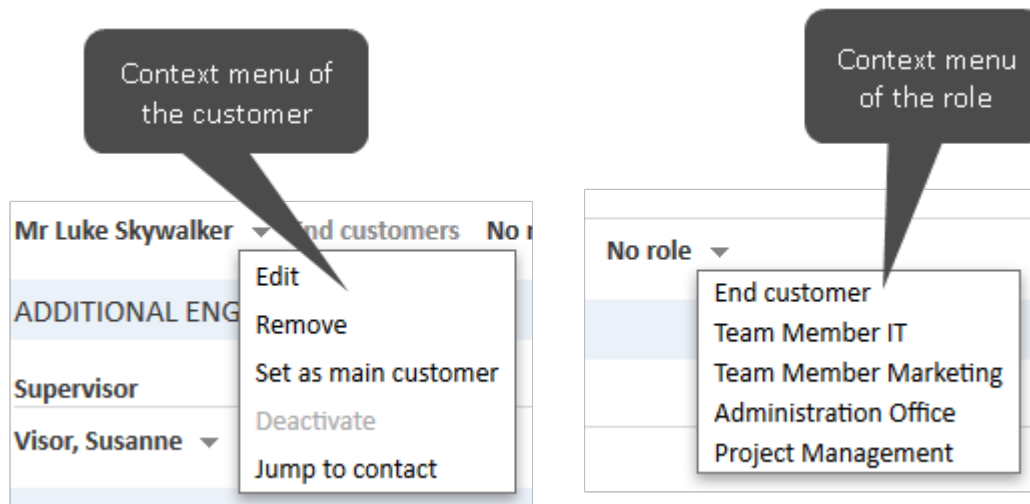 Context menu of
the customer
Context menu
of the role
Mr Luke Skywalker End customers No
Edit
ADDITIONAL ENG
Remove
Set as main customer
Supervisor
Deactivate
Visor, Susanne
Jump to contact
No role
End customer
Team Member IT
Team Member Marketing
Administration Office
Project Management